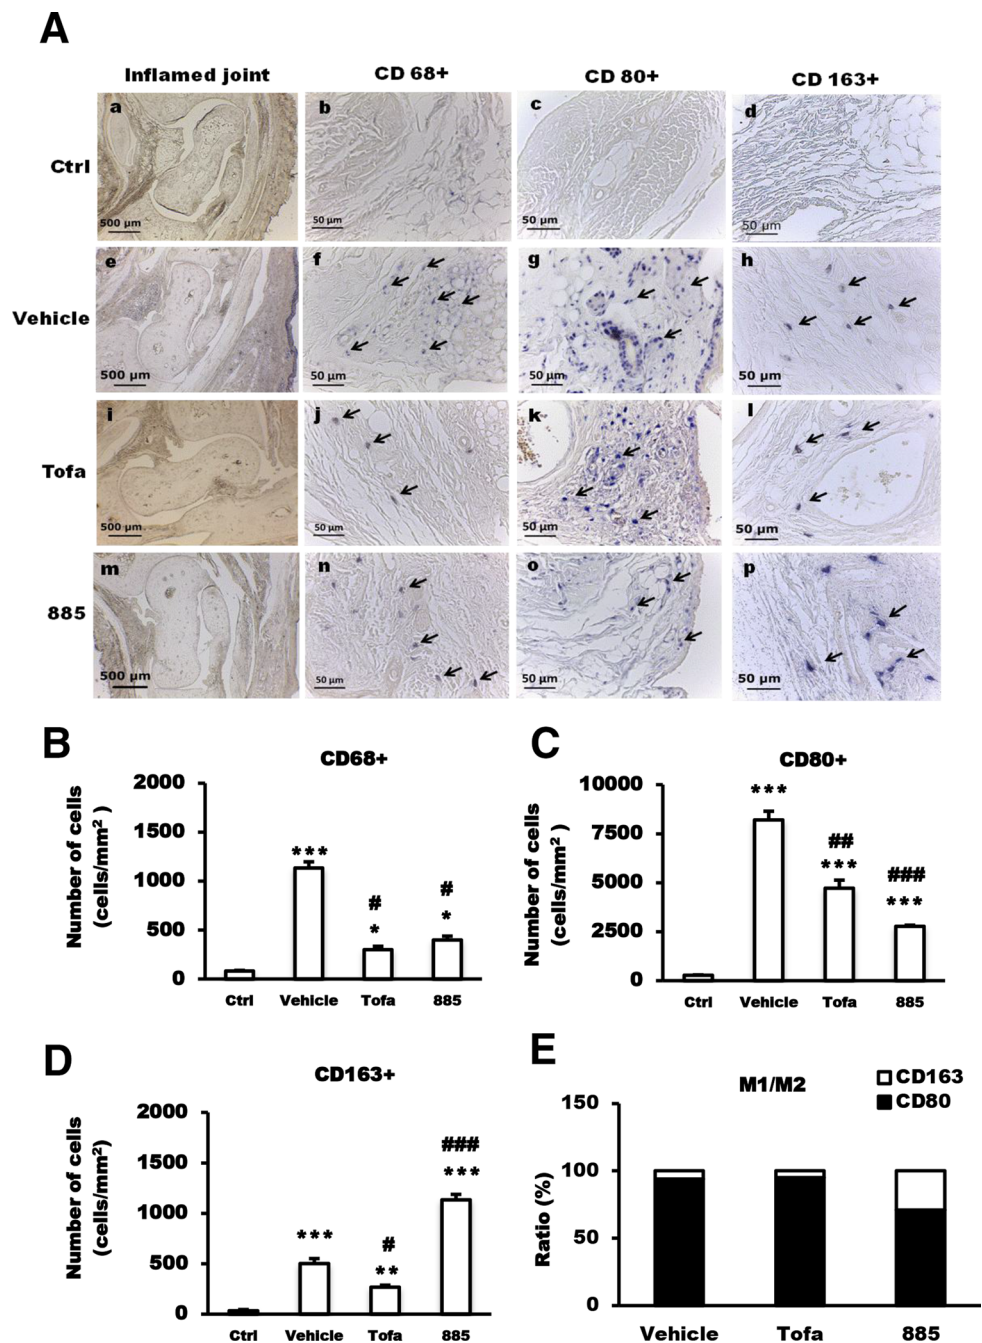 A
Inflamed joint CD 68+ CD 80+ CD 163+
Ctrl
a b c d
500 µm 50 µm 50 µm 50 µm
Vehicle
e f g h
500 µm 50 µm 50 µm 50 µm
Tofa
i j k l
500 µm 50 µm 50 µm 50 µm
885
m n o p
500 µm 50 µm 50 µm 50 µm
B
CD68+
Number of cells
(cells/mm² )
2000
1500
1000
500
0
***
#
*
#
*
Ctrl Vehicle Tofa 885
C
CD80+
Number of cells
(cells/mm² )
10000
7500
5000
2500
0
***
##
***
###
***
Ctrl Vehicle Tofa 885
D
CD163+
Number of cells
(cells/mm²)
2000
1500
1000
500
0
***
#
**
###
***
Ctrl Vehicle Tofa 885
E
M1/M2
CD163
CD80
Ratio (%)
150
100
50
0
Vehicle Tofa 885